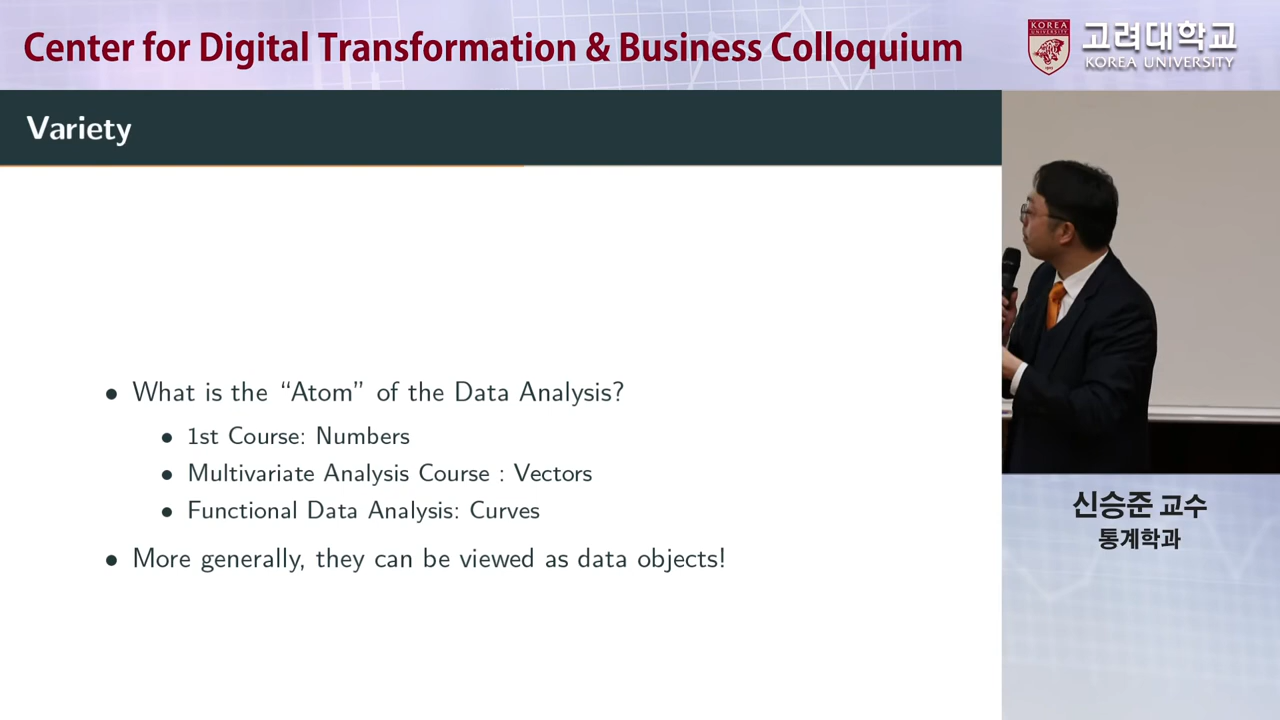 Center for Digital Transformation & Business Colloquium
KOREA
UNIVERSITY
고려대학교
KOREA UNIVERSITY
Variety
• What is the “Atom” of the Data Analysis?
• 1st Course: Numbers
• Multivariate Analysis Course : Vectors
• Functional Data Analysis: Curves
• More generally, they can be viewed as data objects!
신승준 교수
통계학과